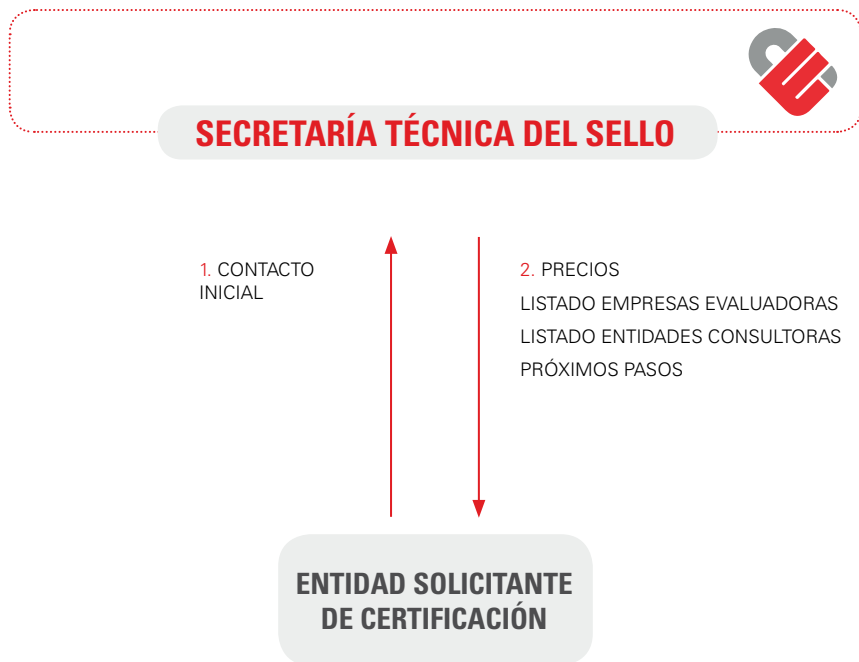 SECRETARÍA TÉCNICA DEL SELLO
1. CONTACTO
INICIAL
2. PRECIOS
LISTADO EMPRESAS EVALUADORAS
LISTADO ENTIDADES CONSULTORAS
PRÓXIMOS PASOS
ENTIDAD SOLICITANTE
DE CERTIFICACIÓN